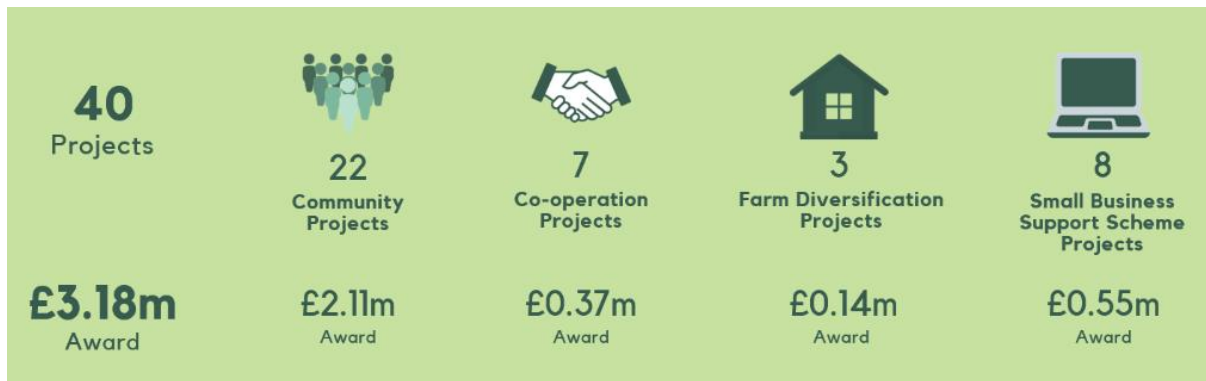 40
Projects
22
Community
Projects
7
Co-operation
Projects
3
Farm Diversification
Projects
8
Small Business
Support Scheme
Projects
£3.18m
Award
£2.11m
Award
£0.37m
Award
£0.14m
Award
£0.55m
Award